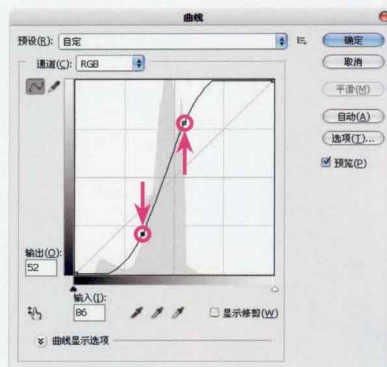 曲线
预设(R): 自定
确定
通道(C): RGB
取消
平滑(M)
自动(A)
选项(T)...
预览(P)
输出(O):
52
输入(I):
86
显示修剪(W)
曲线显示选项